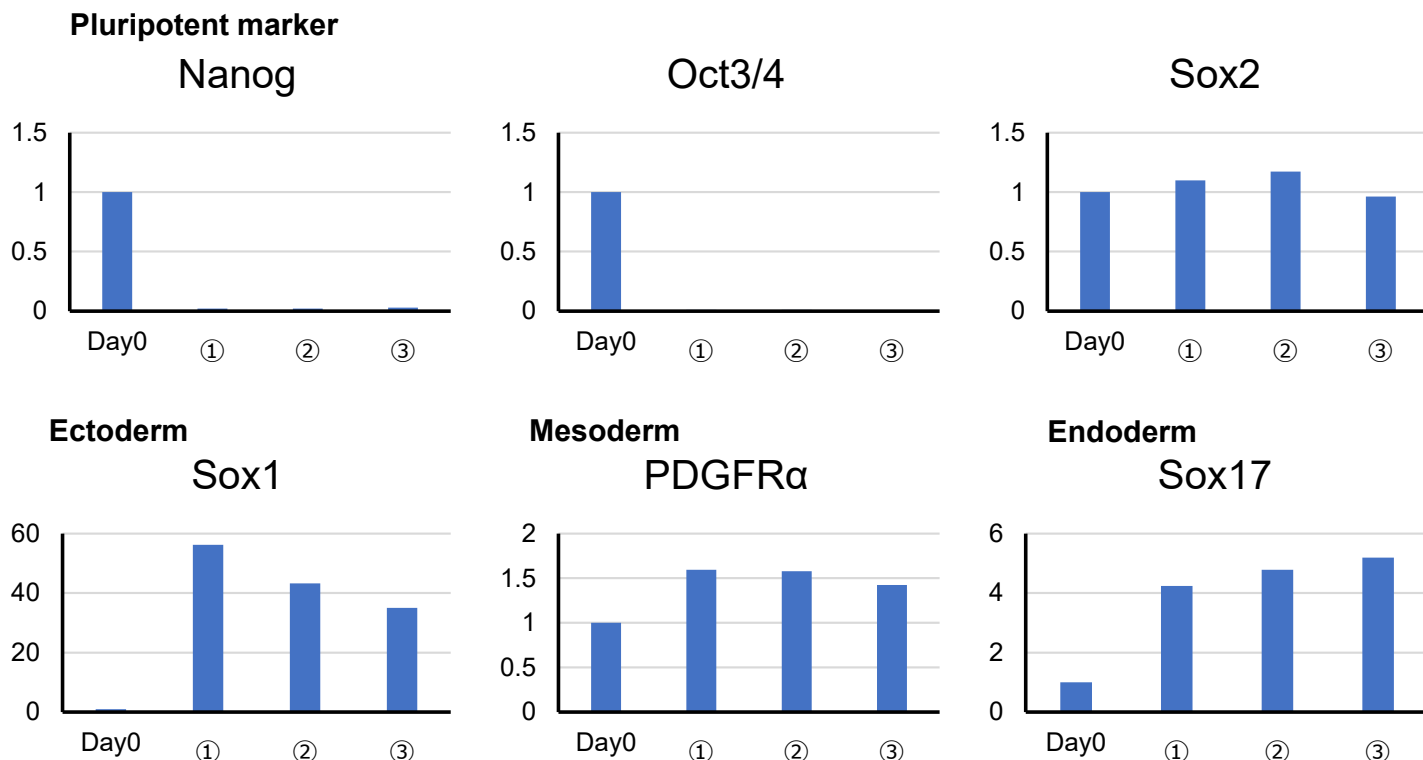 Pluripotent marker
Nanog
1.5
1
0.5
0
Day0 ① ② ③
Oct3/4
1.5
1
0.5
0
Day0 ① ② ③
Sox2
1.5
1
0.5
0
Day0 ① ② ③
Ectoderm
Sox1
60
40
20
0
Day0 ① ② ③
Mesoderm
PDGFRα
2
1.5
1
0.5
0
Day0 ① ② ③
Endoderm
Sox17
6
4
2
0
Day0 ① ② ③